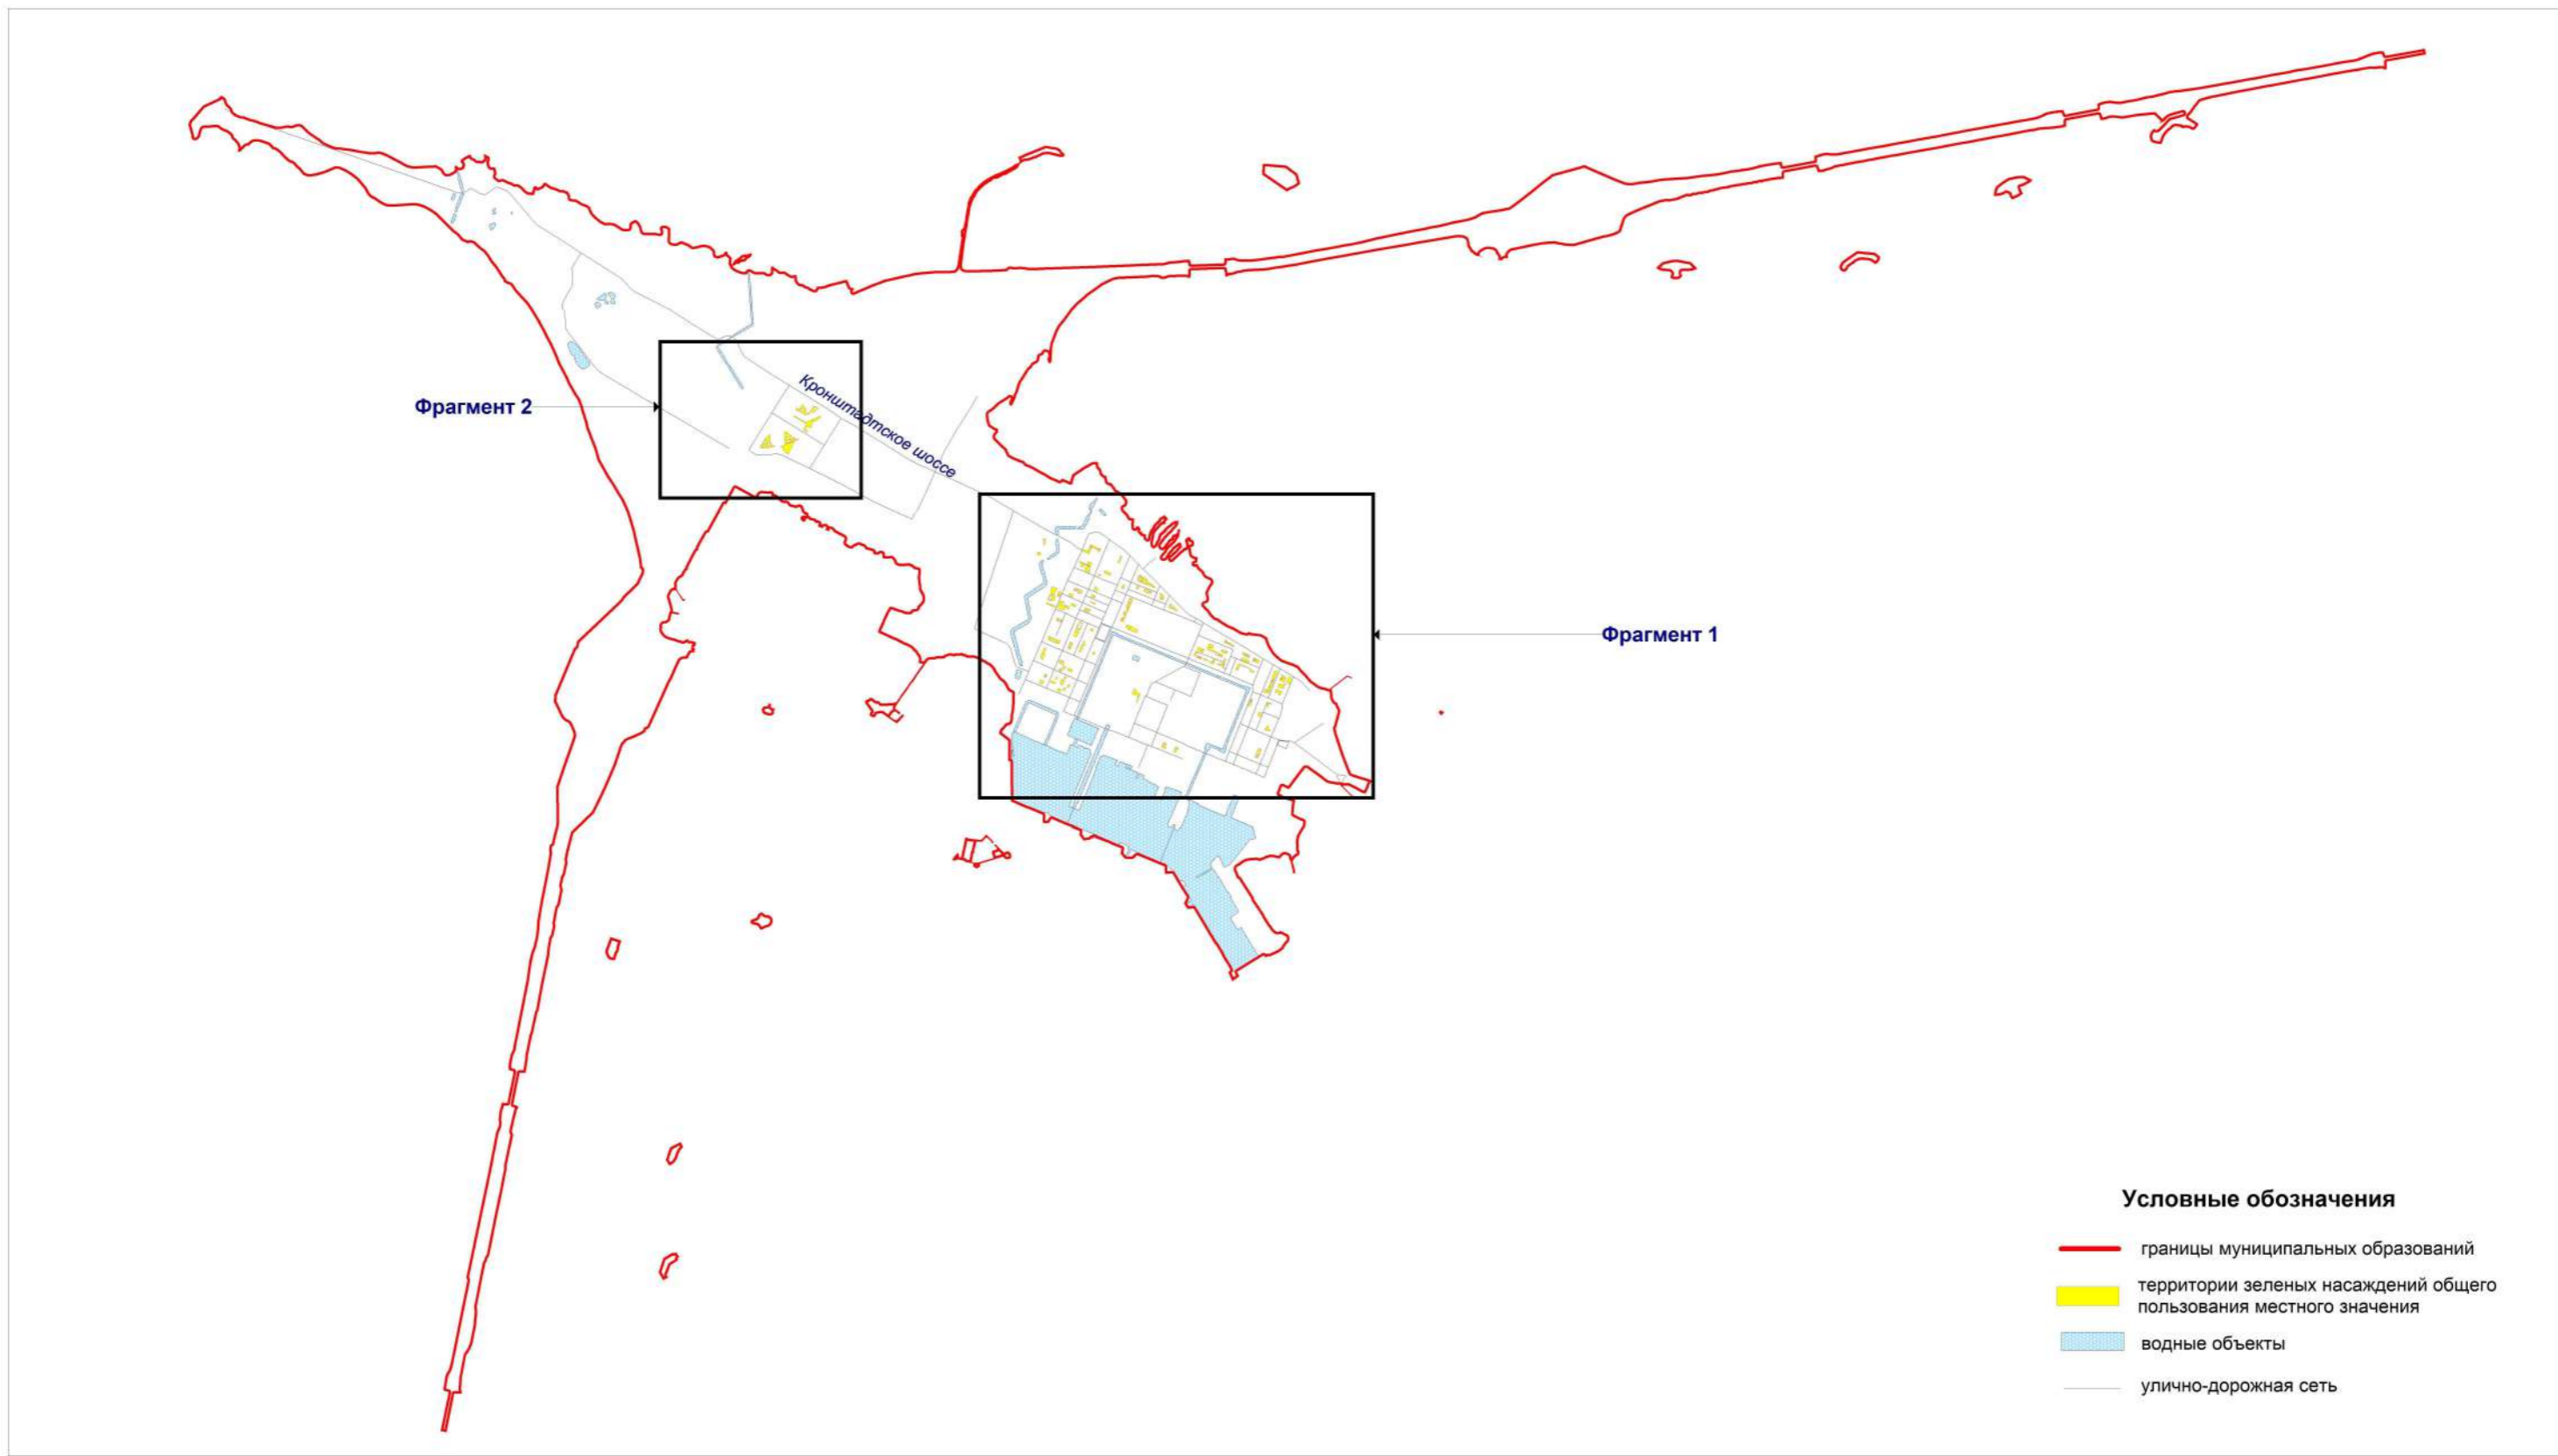 Кронштадтское шоссе
Фрагмент 2
Фрагмент 1
Условные обозначения
границы муниципальных образований
территории зеленых насаждений общего
пользования местного значения
водные объекты
улично-дорожная сеть